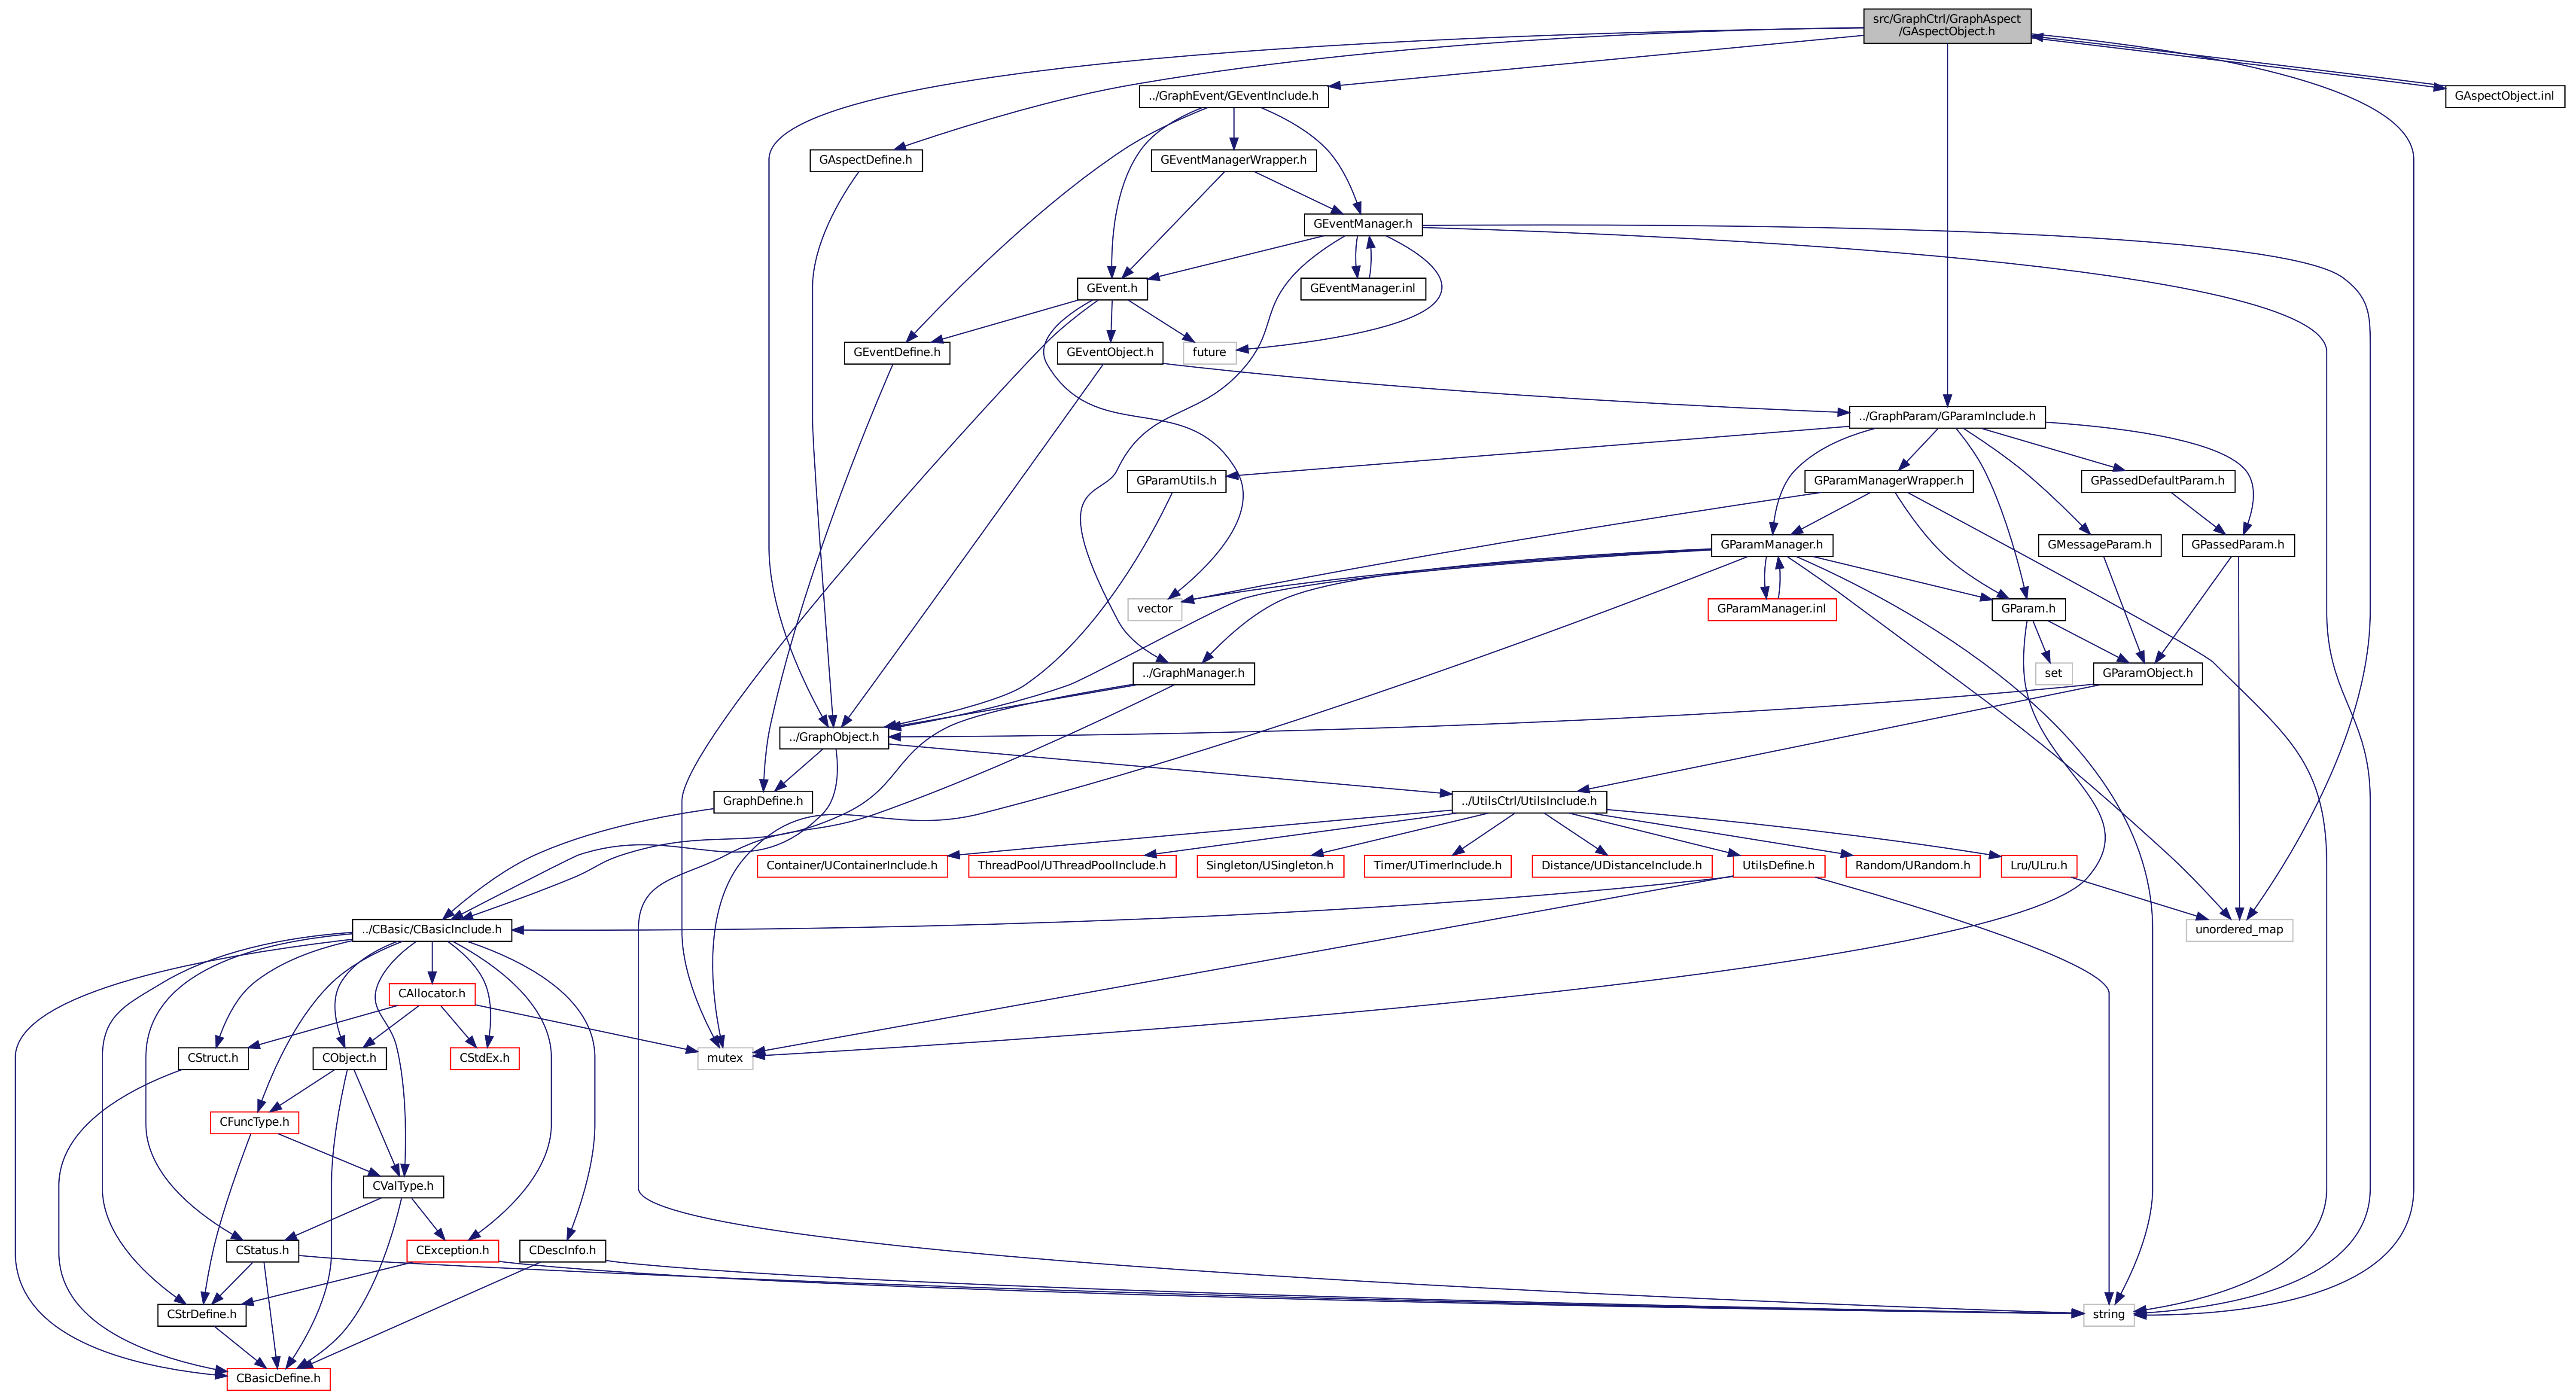 src/GraphCtrl/GraphAspect
/GAspectObject.h
../GraphEvent/GEventInclude.h
GAspectObject.inl
GAspectDefine.h
GEventManagerWrapper.h
GEventManager.h
GEvent.h
GEventManager.inl
GEventDefine.h
GEventObject.h
future
../GraphParam/GParamInclude.h
GParamUtils.h
GParamManagerWrapper.h
GPassedDefaultParam.h
GParamManager.h
GMessageParam.h
GPassedParam.h
vector
GParamManager.inl
GParam.h
../GraphManager.h
set
GParamObject.h
../GraphObject.h
GraphDefine.h
../UtilsCtrl/UtilsInclude.h
Container/UContainerInclude.h
ThreadPool/UThreadPoolInclude.h
Singleton/USingleton.h
Timer/UTimerInclude.h
Distance/UDistanceInclude.h
UtilsDefine.h
Random/URandom.h
Lru/ULru.h
../CBasic/CBasicInclude.h
unordered_map
CAllocator.h
CStruct.h
CObject.h
CStdEx.h
mutex
CFuncType.h
CValType.h
CStatus.h
CException.h
CDescInfo.h
CStrDefine.h
string
CBasicDefine.h